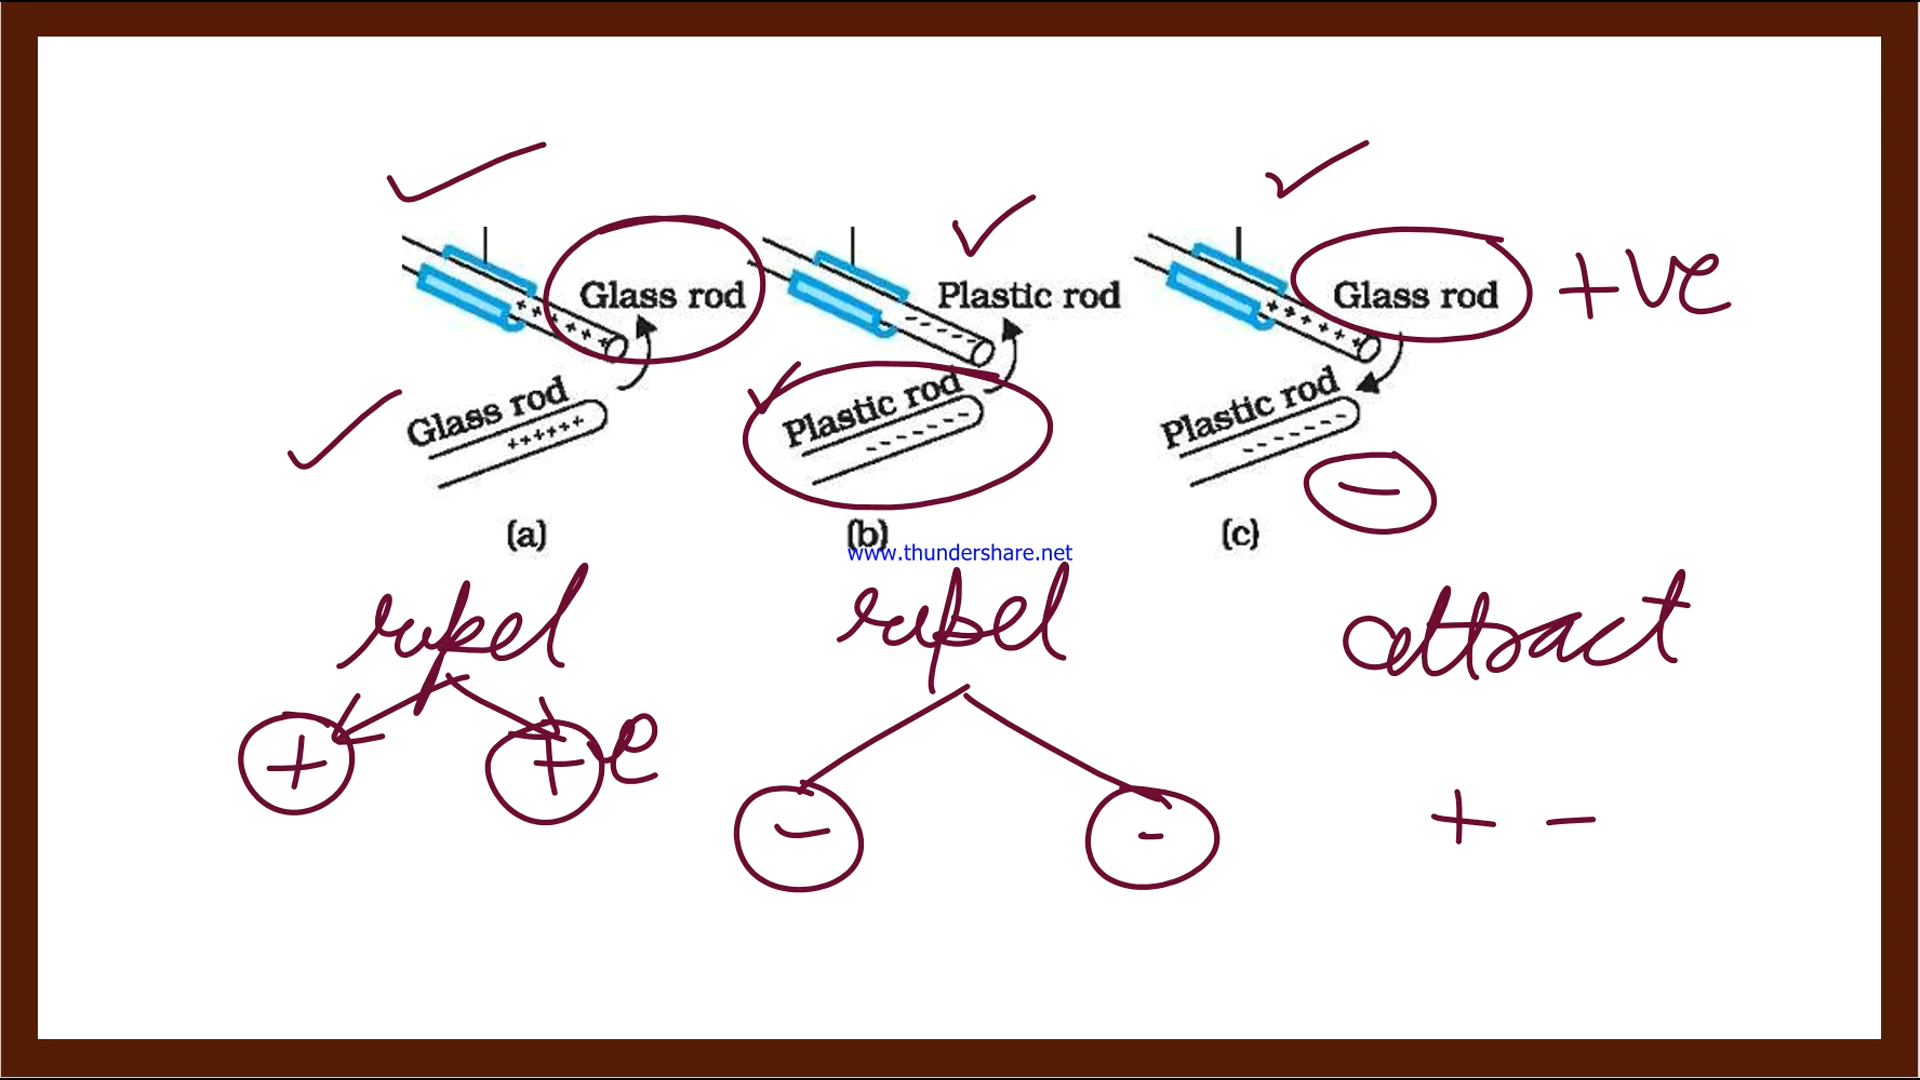 Glass rod
Glass rod
++++++
(a)
Plastic rod
Plastic rod
(b)
Glass rod
+ve
Plastic rod
−
(c)
www.thundershare.net
repel
repel
attract
+ +e
− -
+ −